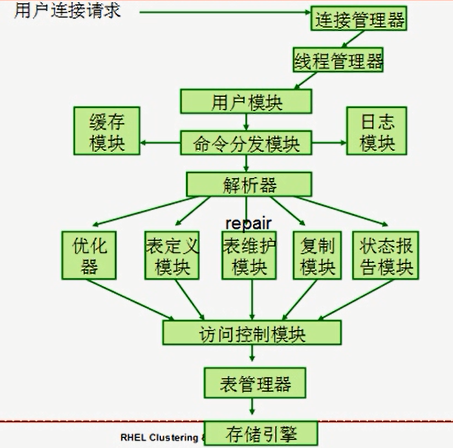 用户连接请求
连接管理器
线程管理器
用户模块
缓存
模块
命令分发模块
日志
模块
解析器
repair
优化
器
表定义
模块
表维护
模块
复制
模块
状态报
告模块
访问控制模块
表管理器
RHEL Clustering &
存储引擎